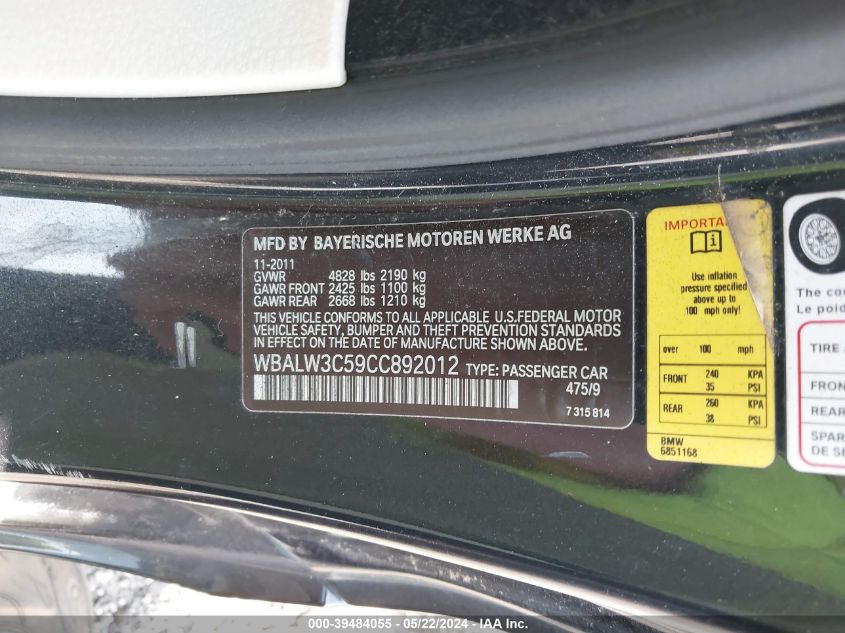 MFD BY BAYERISCHE MOTOREN WERKE AG
11-2011
GVWR 4828 lbs 2190 kg
GAWR FRONT 2425 lbs 1100 kg
GAWR REAR 2668 lbs 1210 kg
THIS VEHICLE CONFORMS TO ALL APPLICABLE U.S.FEDERAL MOTOR
VEHICLE SAFETY, BUMPER AND THEFT PREVENTION STANDARDS
IN EFFECT ON THE DATE OF MANUFACTURE SHOWN ABOVE.
WBALW3C59CC892012 TYPE: PASSENGER CAR
475/9
7 315 814
IMPORTA
Use inflation
pressure specified
above up to
100 mph only!
over 100 mph
FRONT 240 KPA
35 PSI
REAR 260 KPA
38 PSI
BMW
6851168
The co
Le poid
TIRE
FRON
REAR
SPAR
DE SE
000-39484055 — 05/22/2024 — IAA, Inc.